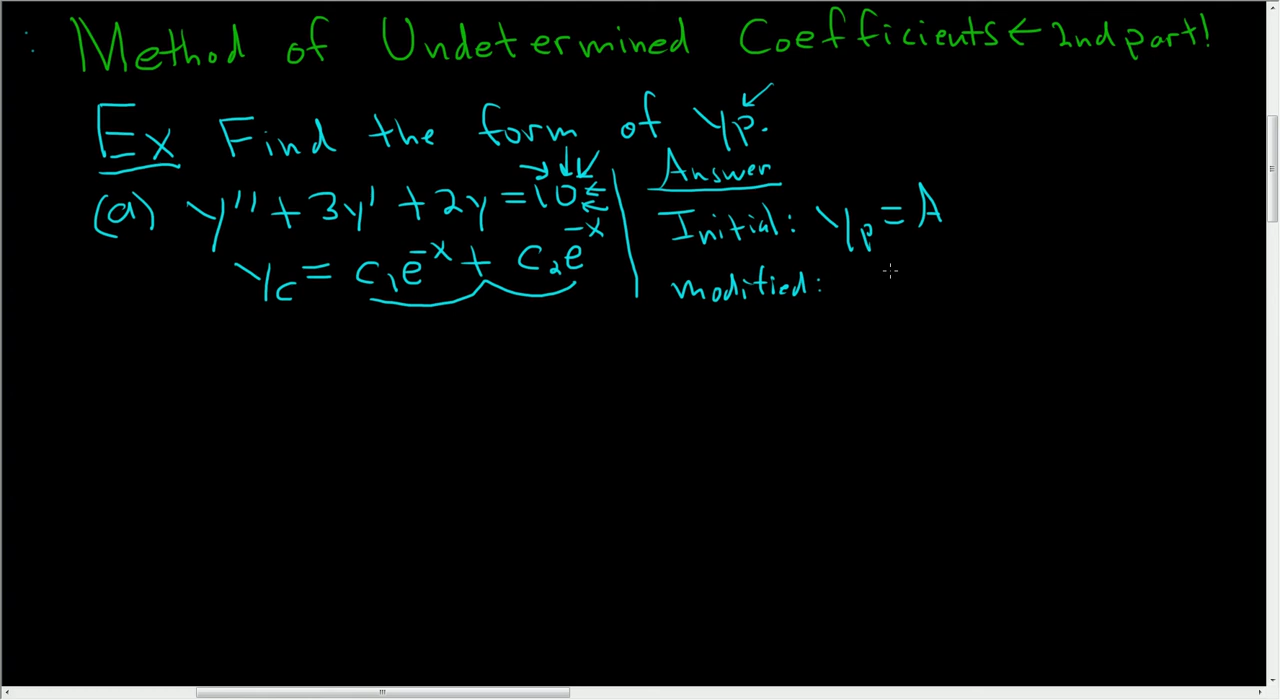 Method of Undetermined Coefficients ← 2nd part!
Ex Find the form of yp.
(a) y'' + 3y' + 2y = 10
yc = c₁e^-x + c₂e^-x
Answer
Initial: yp = A
modified: